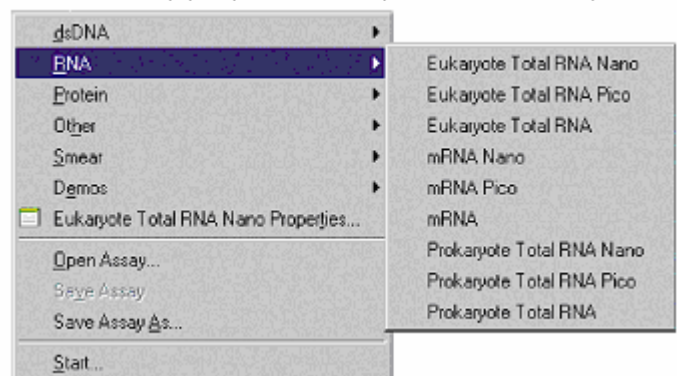 dsDNA
RNA
Protein
Other
Smear
Demos
Eukaryote Total RNA Nano Properties...
Open Assay...
Save Assay
Save Assay As...
Start...
Eukaryote Total RNA Nano
Eukaryote Total RNA Pico
Eukaryote Total RNA
mRNA Nano
mRNA Pico
mRNA
Prokaryote Total RNA Nano
Prokaryote Total RNA Pico
Prokaryote Total RNA